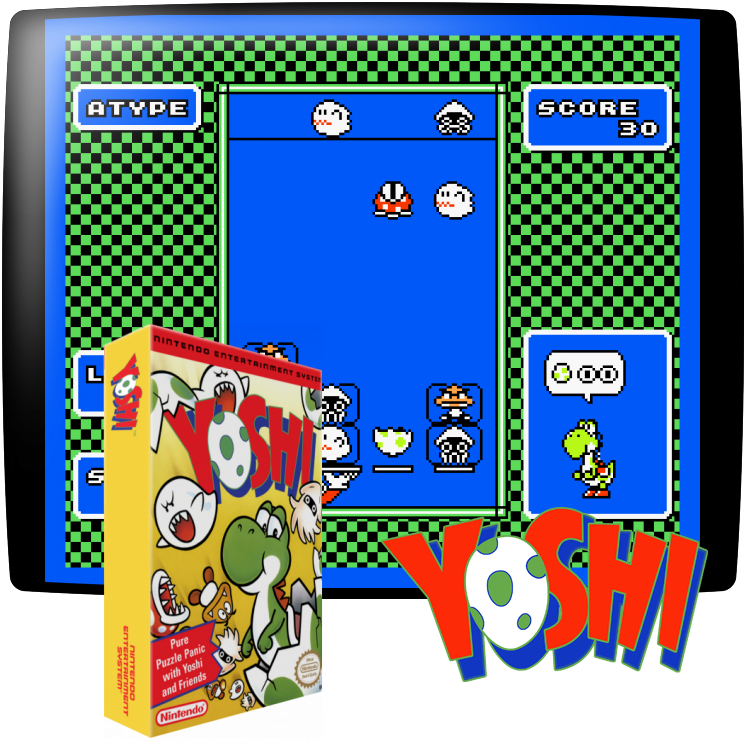 ATYPE
SCORE
30
L
S
NINTENDO ENTERTAINMENT SYSTEM
YOSHI
YOSHI
Pure
Puzzle Panic
with Yoshi
and Friends
Nintendo
NINTENDO
ENTERTAINMENT
SYSTEM
YOSHI